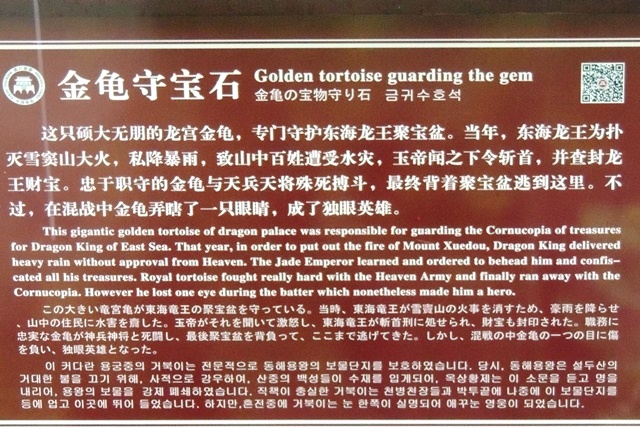 金龟守宝石 Golden tortoise guarding the gem
金亀の宝物守り石 금귀수호석
这只硕大无朋的龙宫金龟，专门守护东海龙王聚宝盆。当年，东海龙王为扑
灭雪窦山大火，私降暴雨，致山中百姓遭受水灾，玉帝闻之下令斩首，并查封龙
王财宝。忠于职守的金龟与天兵天将殊死搏斗，最终背着聚宝盆逃到这里。不
过，在混战中金龟弄瞎了一只眼睛，成了独眼英雄。
This gigantic golden tortoise of dragon palace was responsible for guarding the Cornucopia of treasures
for Dragon King of East Sea. That year, in order to put out the fire of Mount Xuedou, Dragon King delivered
heavy rain without approval from Heaven. The Jade Emperor learned and ordered to behead him and confis-
cated all his treasures. Royal tortoise fought really hard with the Heaven Army and finally ran away with the
Cornucopia. However he lost one eye during the batter which nonetheless made him a hero.
この大きい竜宮亀が東海竜王の聚宝盆を守っている。当時、東海竜王が雪窦山の火事を消すため、豪雨を降らせ
、山中の住民に水害を齎した。玉帝がそれを聞いて激怒し、東海竜王が斬首刑に処せられ、財宝も封印された。職務に
忠実な金亀が神兵神将と死闘し、最後聚宝盆を背負って、ここまで逃げてきた。しかし、混戦の中金亀の一つの目に傷
を負い、独眼英雄となった。
이 커다란 용궁중의 거북이는 전문적으로 동해용왕의 보물단지를 보호하였습니다. 당시, 동해용왕은 설두산의
거대한 불을 끄기 위해, 사적으로 강우하여, 산중의 백성들이 수재를 입게되어, 옥상황제는 이 소문을 듣고 명을
내리어, 용왕의 보물을 강제 폐쇄하였습니다. 직책이 충실한 거북이는 천병천장들과 박투끝에 나중에 이 보물단지를
등에 업고 이곳에 뛰어 들었습니다. 하지만,혼전중에 거북이는 눈 한쪽이 실명되어 애꾸눈 영웅이 되었습니다.